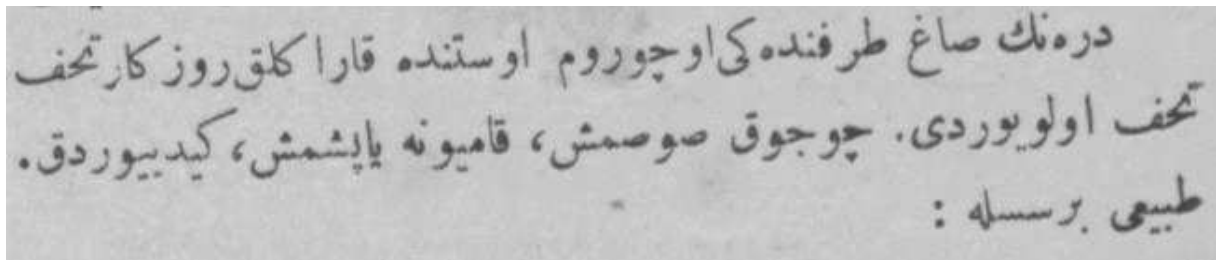 دره‌نك صاغ طرفنده‌كی اوچوروم اوستنده قارا كلق روزكار تحف
تحف اولویوردی. چوجوق صوصمش، قامیونه یاپشمش، كیدییوردق.
طبیعی برسسله :